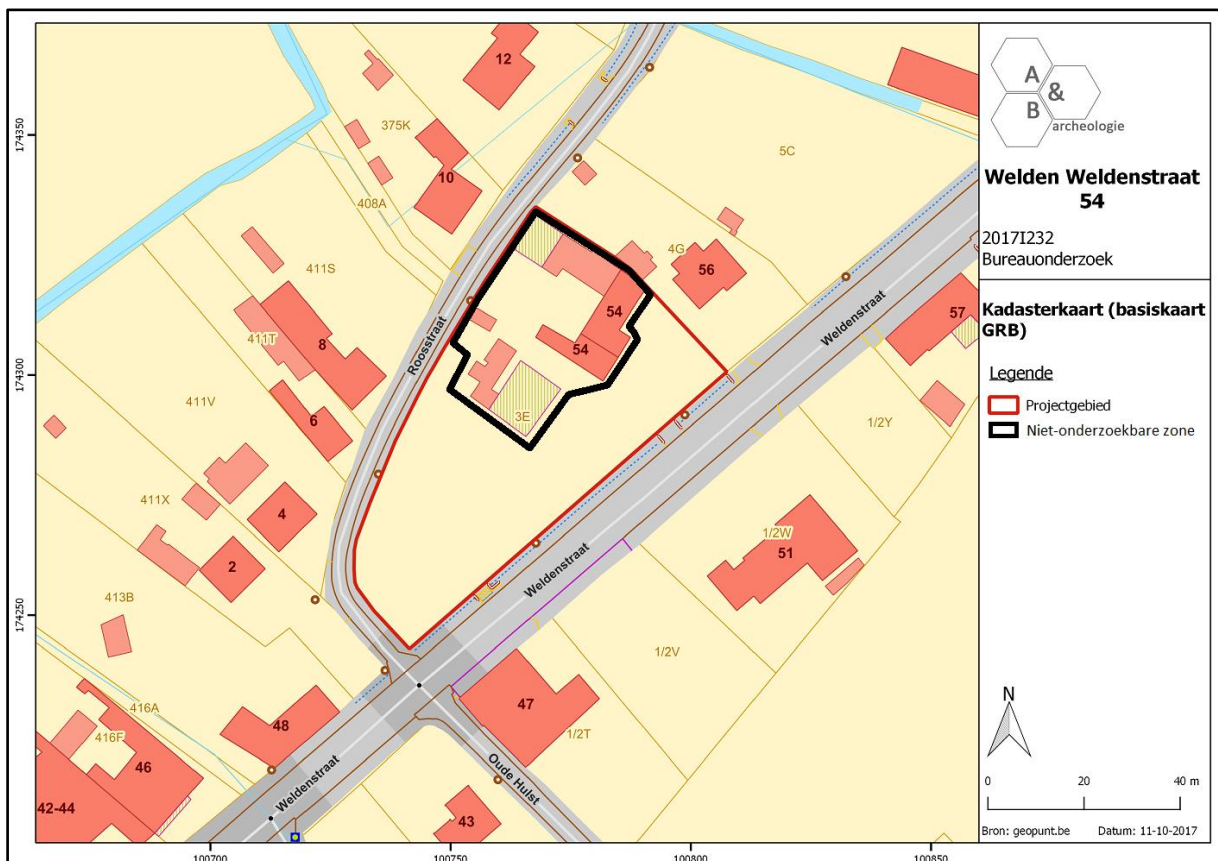 174350
174300
174250
100700
100750
100800
100850
12
375K
10
408A
5C
411S
4G
56
54
54
57
411T
8
Roosstraat
Weldenstraat
411V
6
3E
1/2Y
411X
4
2
1/2W
51
Weldenstraat
413B
1/2V
47
416A
48
1/2T
416F
46
Weldenstraat
Oude Hulst
42-44
43
A
&
B
archeologie
Welden Weldenstraat
54
2017I232
Bureauonderzoek
Kadasterkaart (basiskaart
GRB)
Legende
Projectgebied
Niet-onderzoekbare zone
N
0 20 40 m
Bron: geopunt.be Datum: 11-10-2017